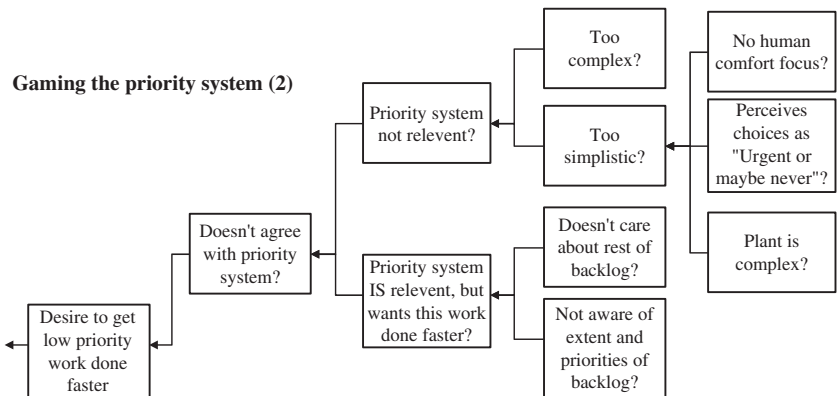 Gaming the priority system (2)
Too
complex?
No human
comfort focus?
Priority system
not relevent?
Too
simplistic?
Perceives
choices as
"Urgent or
maybe never"?
Doesn't agree
with priority
system?
Priority system
IS relevent, but
wants this work
done faster?
Doesn't care
about rest of
backlog?
Plant is
complex?
Desire to get
low priority
work done
faster
Not aware of
extent and
priorities of
backlog?